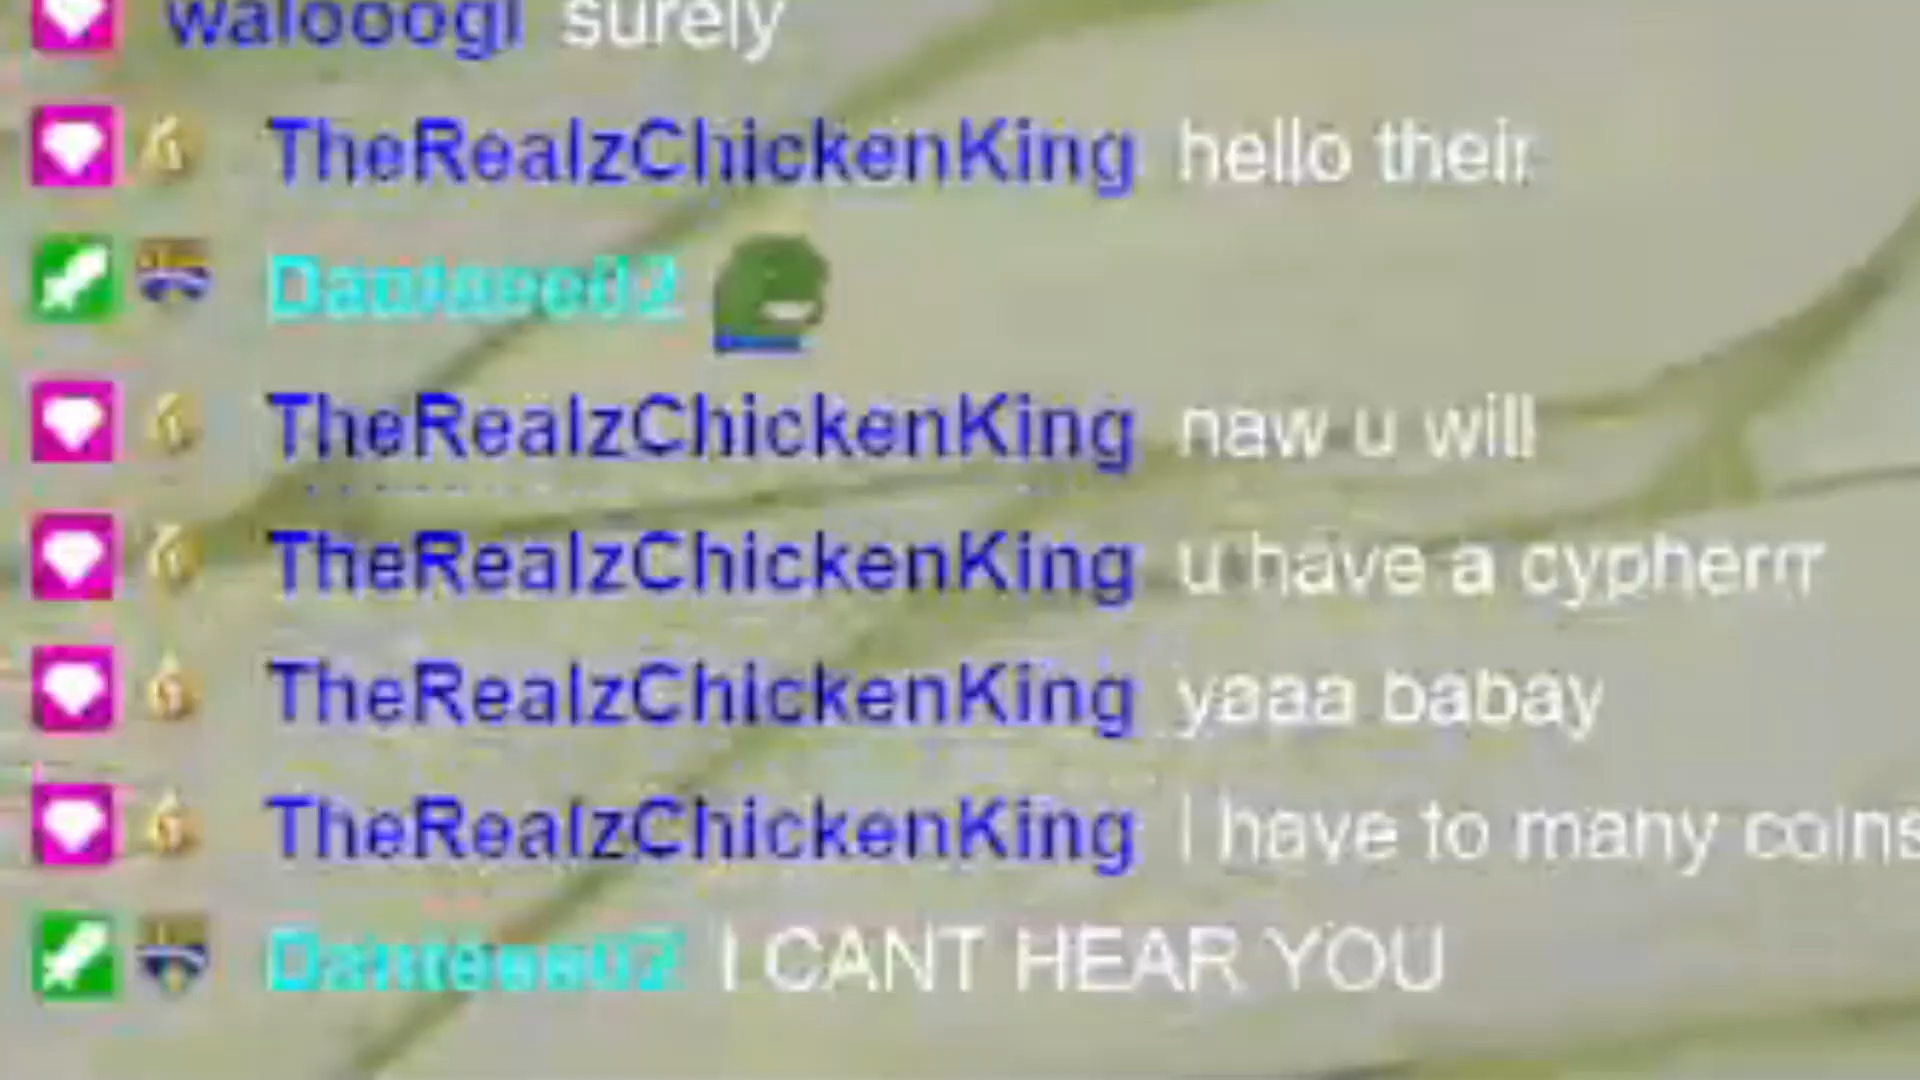 walooogi surely
TheRealzChickenKing hello their
TheRealzChickenKing naw u will
TheRealzChickenKing u have a cypherrr
TheRealzChickenKing yaaa babay
TheRealzChickenKing I have to many coins
I CANT HEAR YOU